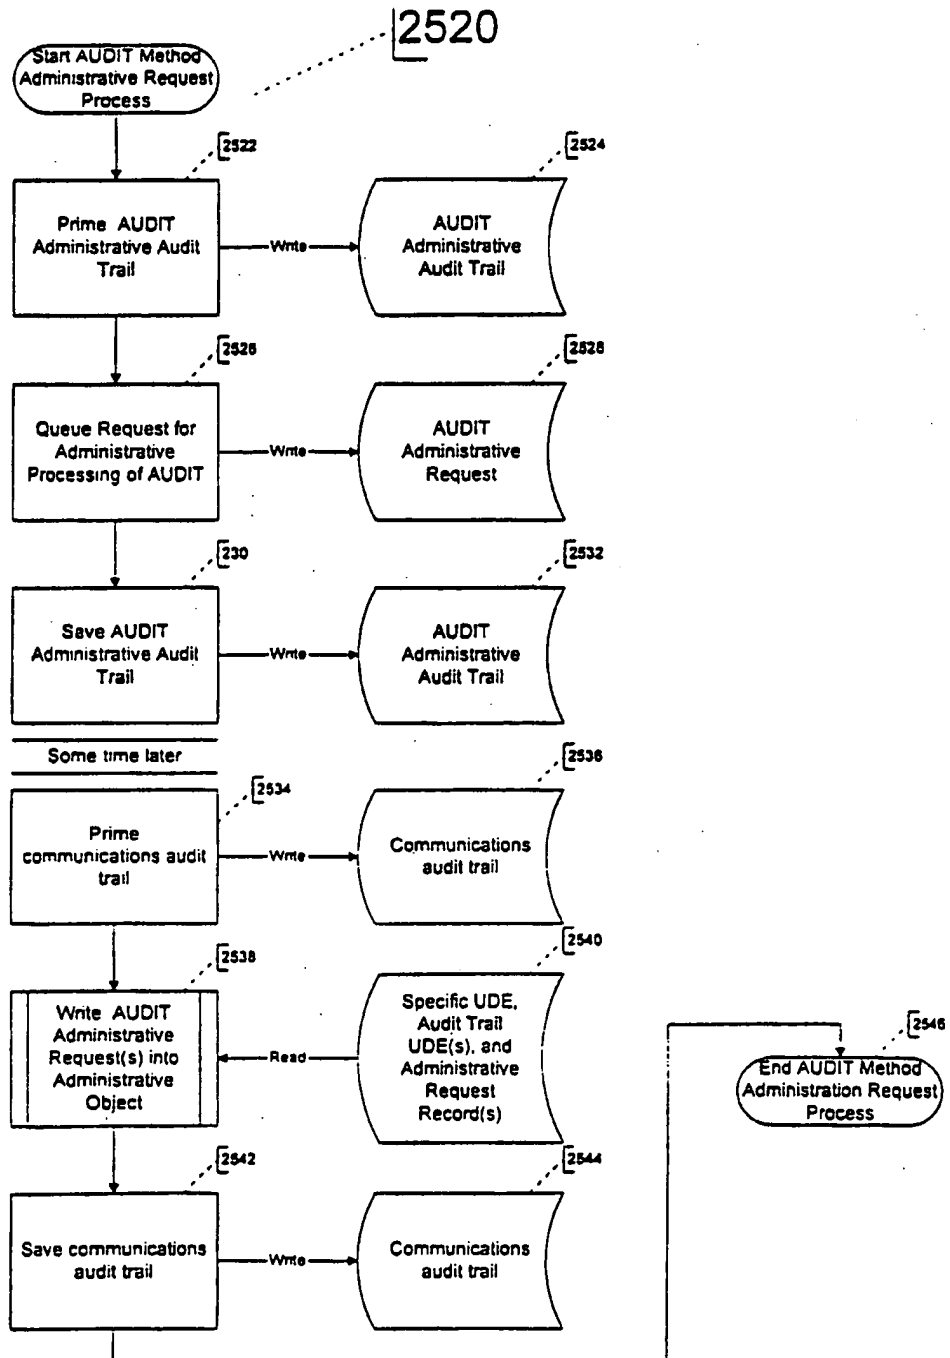 2520
Start AUDIT Method
Administrative Request
Process
2522
2524
Prime AUDIT
Administrative Audit
Trail
Write
AUDIT
Administrative
Audit Trail
2526
2528
Queue Request for
Administrative
Processing of AUDIT
Write
AUDIT
Administrative
Request
230
2532
Save AUDIT
Administrative Audit
Trail
Write
AUDIT
Administrative
Audit Trail
Some time later
2534
2536
Prime
communications audit
trail
Write
Communications
audit trail
2538
2540
Write AUDIT
Administrative
Request(s) into
Administrative
Object
Read
Specific UDE,
Audit Trail
UDE(s), and
Administrative
Request
Record(s)
2546
End AUDIT Method
Administration Request
Process
2542
2544
Save communications
audit trail
Write
Communications
audit trail